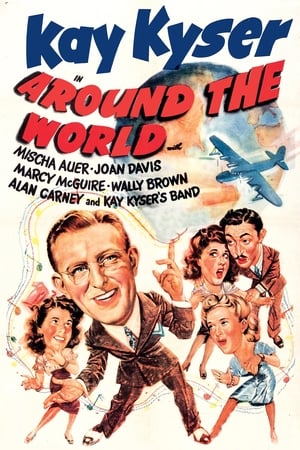 Kay Kyser
IN
AROUND THE
WORLD with
MISCHA AUER · JOAN DAVIS
MARCY McGUIRE · WALLY BROWN
ALAN CARNEY AND KAY KYSER'S BAND